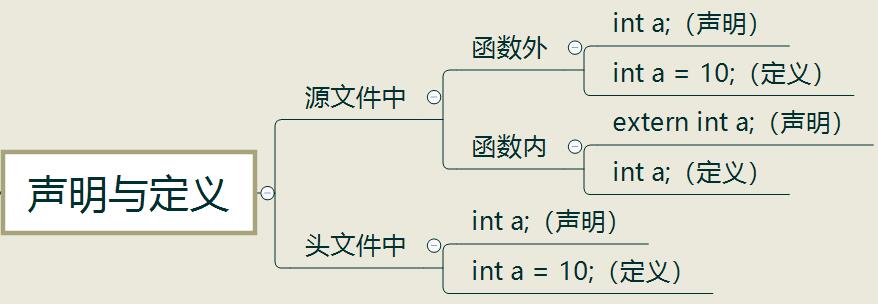 声明与定义
源文件中
函数外
int a;（声明）
int a = 10;（定义）
函数内
extern int a;（声明）
int a;（定义）
头文件中
int a;（声明）
int a = 10;（定义）